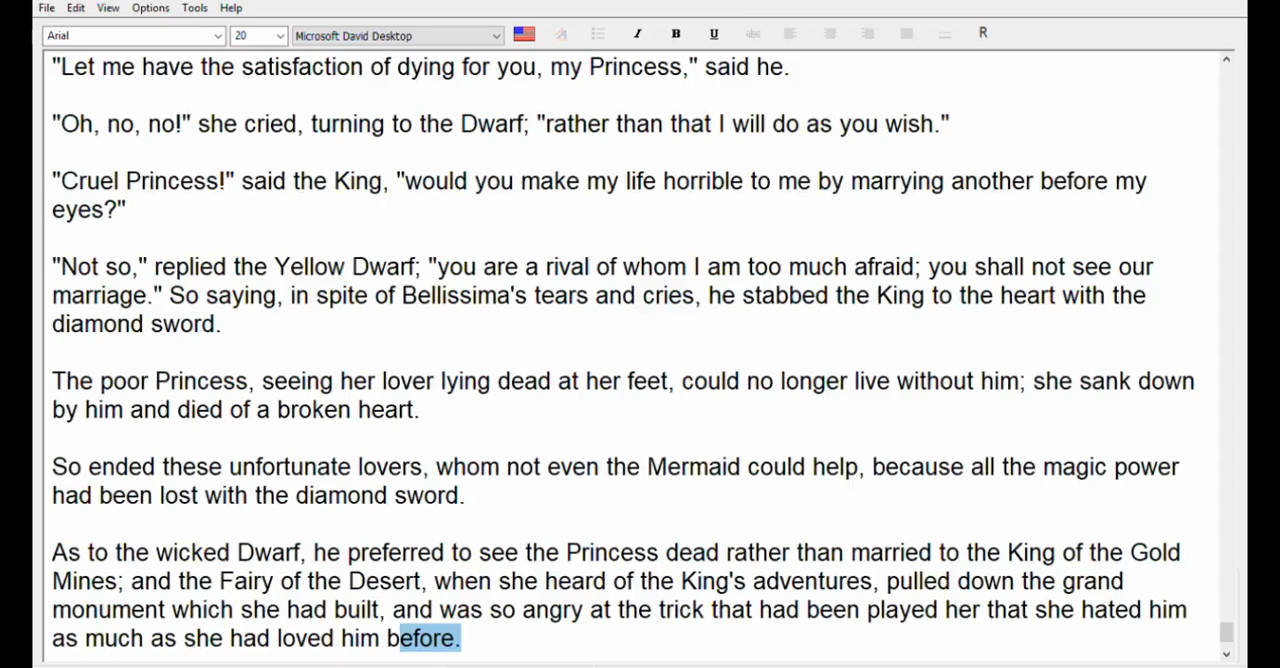 File Edit View Options Tools Help
Arial 20 Microsoft David Desktop I B U abc R
"Let me have the satisfaction of dying for you, my Princess," said he.
"Oh, no, no!" she cried, turning to the Dwarf; "rather than that I will do as you wish."
"Cruel Princess!" said the King, "would you make my life horrible to me by marrying another before my
eyes?"
"Not so," replied the Yellow Dwarf; "you are a rival of whom I am too much afraid; you shall not see our
marriage." So saying, in spite of Bellissima's tears and cries, he stabbed the King to the heart with the
diamond sword.
The poor Princess, seeing her lover lying dead at her feet, could no longer live without him; she sank down
by him and died of a broken heart.
So ended these unfortunate lovers, whom not even the Mermaid could help, because all the magic power
had been lost with the diamond sword.
As to the wicked Dwarf, he preferred to see the Princess dead rather than married to the King of the Gold
Mines; and the Fairy of the Desert, when she heard of the King's adventures, pulled down the grand
monument which she had built, and was so angry at the trick that had been played her that she hated him
as much as she had loved him before.